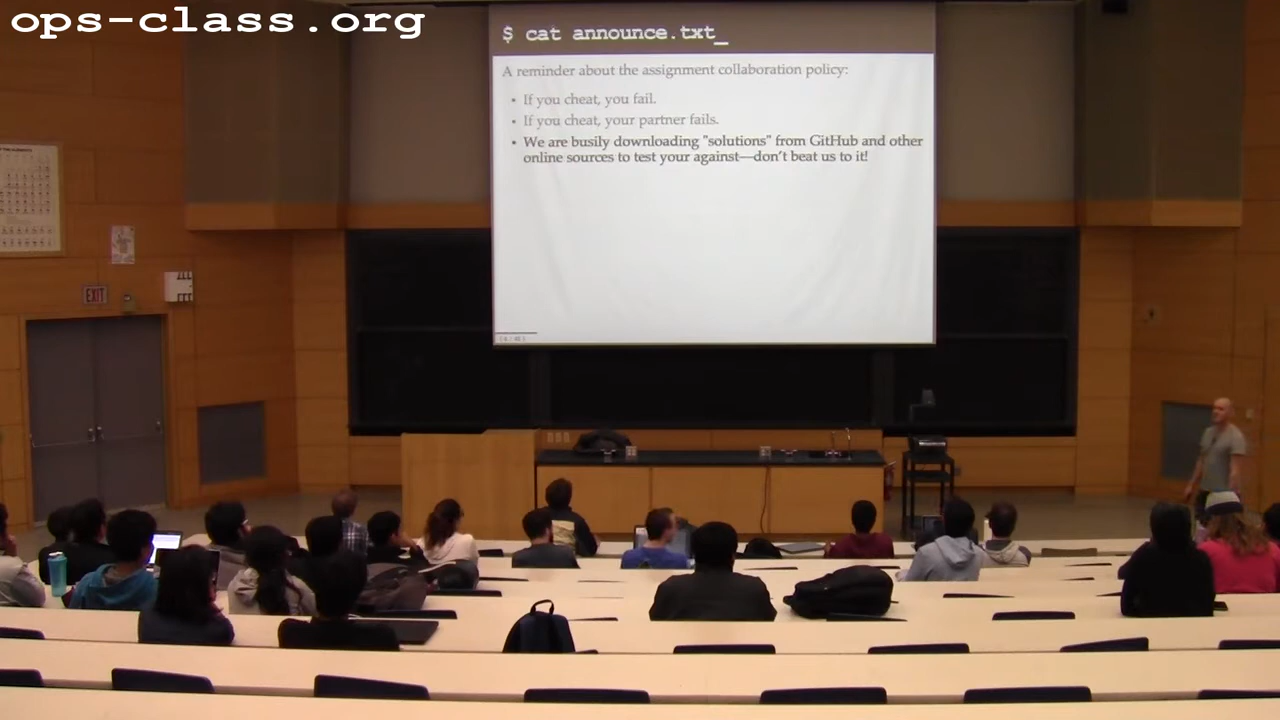 ops-class.org
$ cat announce.txt_
A reminder about the assignment collaboration policy:
• If you cheat, you fail.
• If you cheat, your partner fails.
• We are busily downloading "solutions" from GitHub and other
online sources to test your against—don't beat us to it!
EXIT